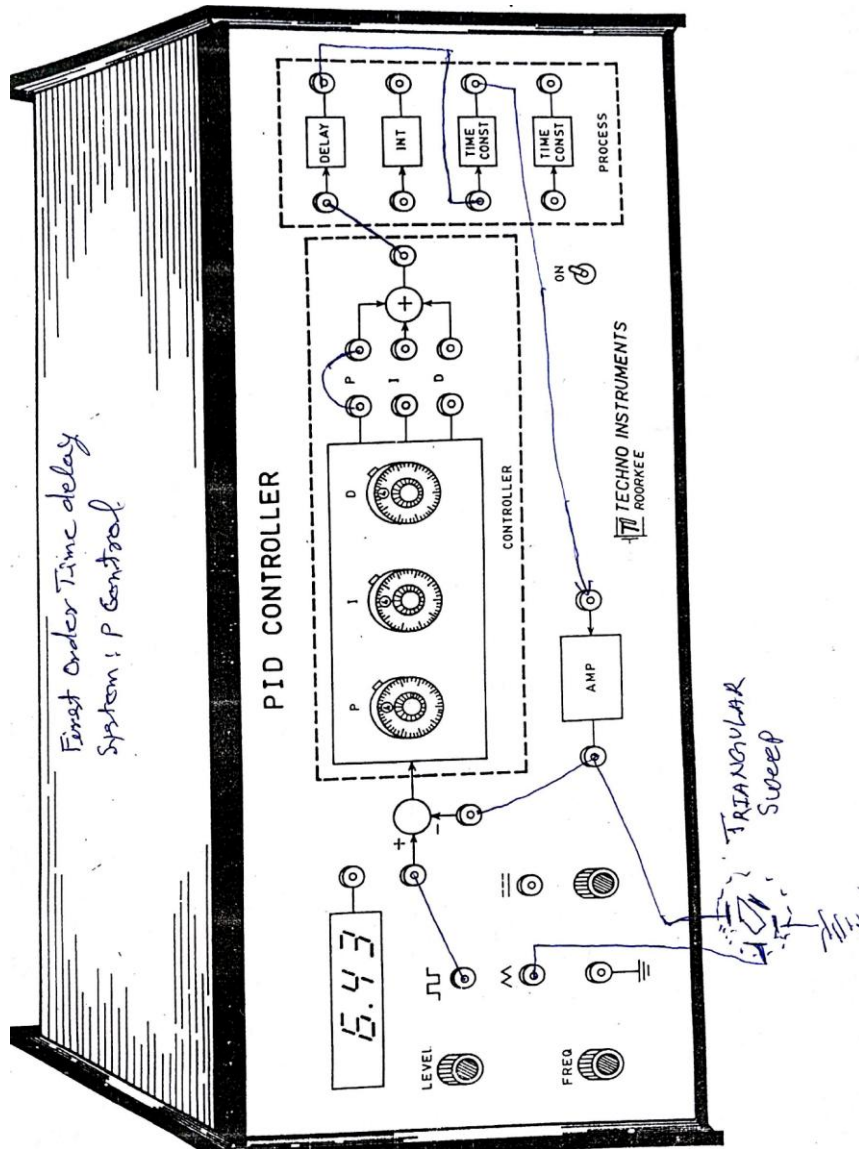 First Order Time delay
System : P Control
PID CONTROLLER
6.43
LEVEL
FREQ
+
-
P
I
D
CONTROLLER
P
I
D
+
DELAY
INT
TIME
CONST
TIME
CONST
PROCESS
AMP
ON
TECHNO INSTRUMENTS
ROORKEE
TRIANGULAR
Sweep